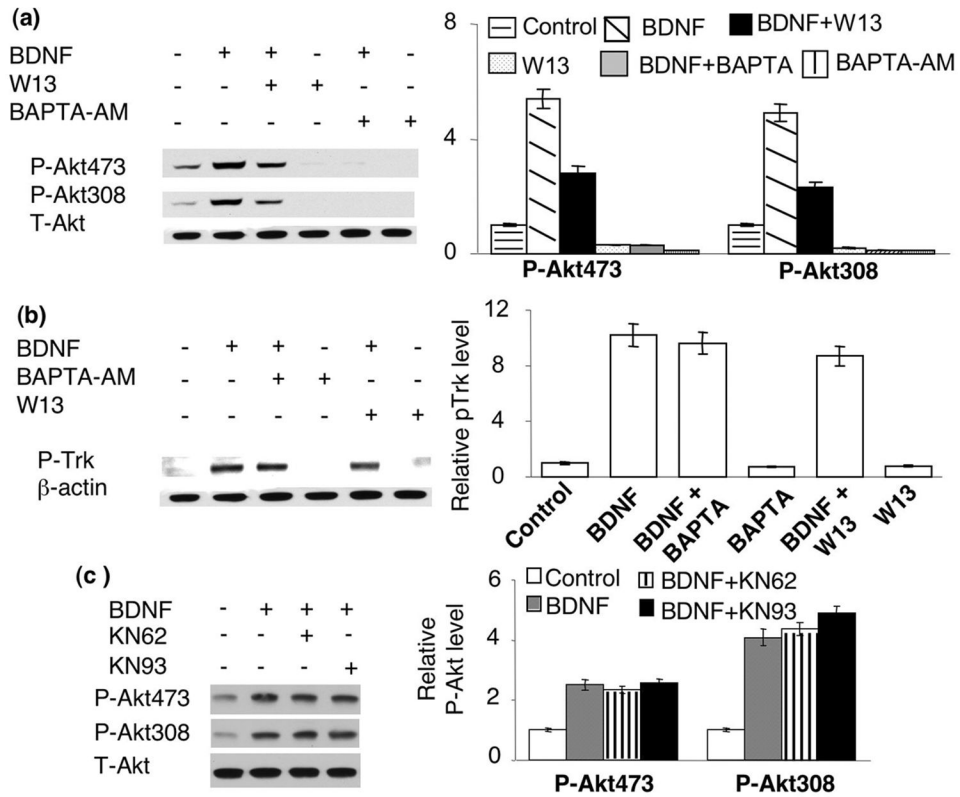 (a)
BDNF - + + - + -
W13 - - + + - -
BAPTA-AM - - - - + +
P-Akt473
P-Akt308
T-Akt
8
4
0
Control BDNF BDNF+W13
W13 BDNF+BAPTA BAPTA-AM
P-Akt473 P-Akt308
(b)
BDNF - + + - + -
BAPTA-AM - - + + - -
W13 - - - - + +
P-Trk
β-actin
Relative pTrk level
12
8
4
0
Control
BDNF
BDNF +
BAPTA
BAPTA
BDNF +
W13
W13
(c )
BDNF - + + +
KN62 - - + -
KN93 - - - +
P-Akt473
P-Akt308
T-Akt
Relative
P-Akt level
6
4
2
0
Control BDNF+KN62
BDNF BDNF+KN93
P-Akt473 P-Akt308